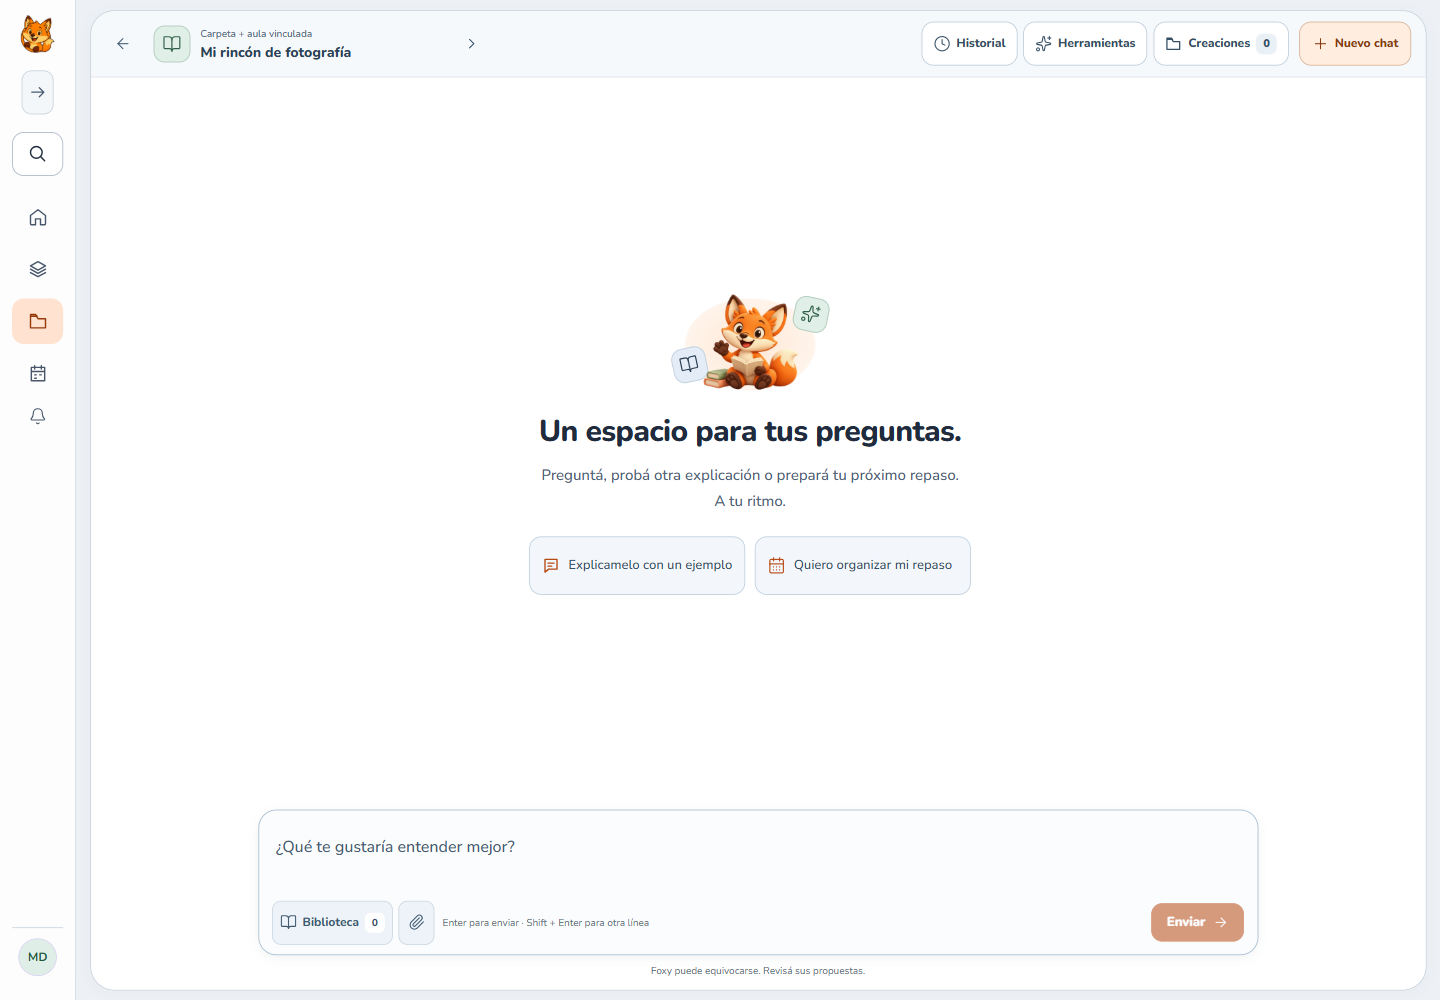 Carpeta + aula vinculada
Mi rincón de fotografía
Historial
Herramientas
Creaciones 0
Nuevo chat
Un espacio para tus preguntas.
Preguntá, probá otra explicación o prepará tu próximo repaso.
A tu ritmo.
Explicamelo con un ejemplo
Quiero organizar mi repaso
¿Qué te gustaría entender mejor?
Biblioteca 0
Enter para enviar · Shift + Enter para otra línea
Enviar
Foxy puede equivocarse. Revisá sus propuestas.
MD